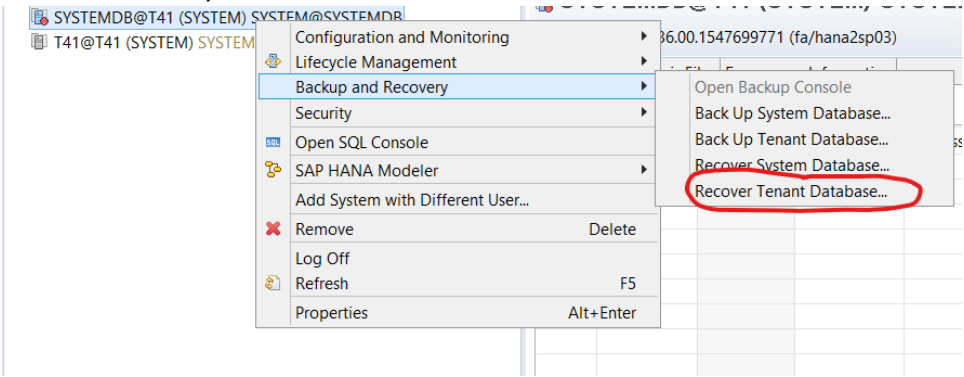 SYSTEMDB@T41 (SYSTEM) SYSTEM@SYSTEMDB
T41@T41 (SYSTEM) SYSTEM
Configuration and Monitoring
Lifecycle Management
Backup and Recovery
Security
SQL Open SQL Console
SAP HANA Modeler
Add System with Different User...
Remove Delete
Log Off
Refresh F5
Properties Alt+Enter
36.00.1547699771 (fa/hana2sp03)
Open Backup Console
Back Up System Database...
Back Up Tenant Database...
Recover System Database...
Recover Tenant Database...